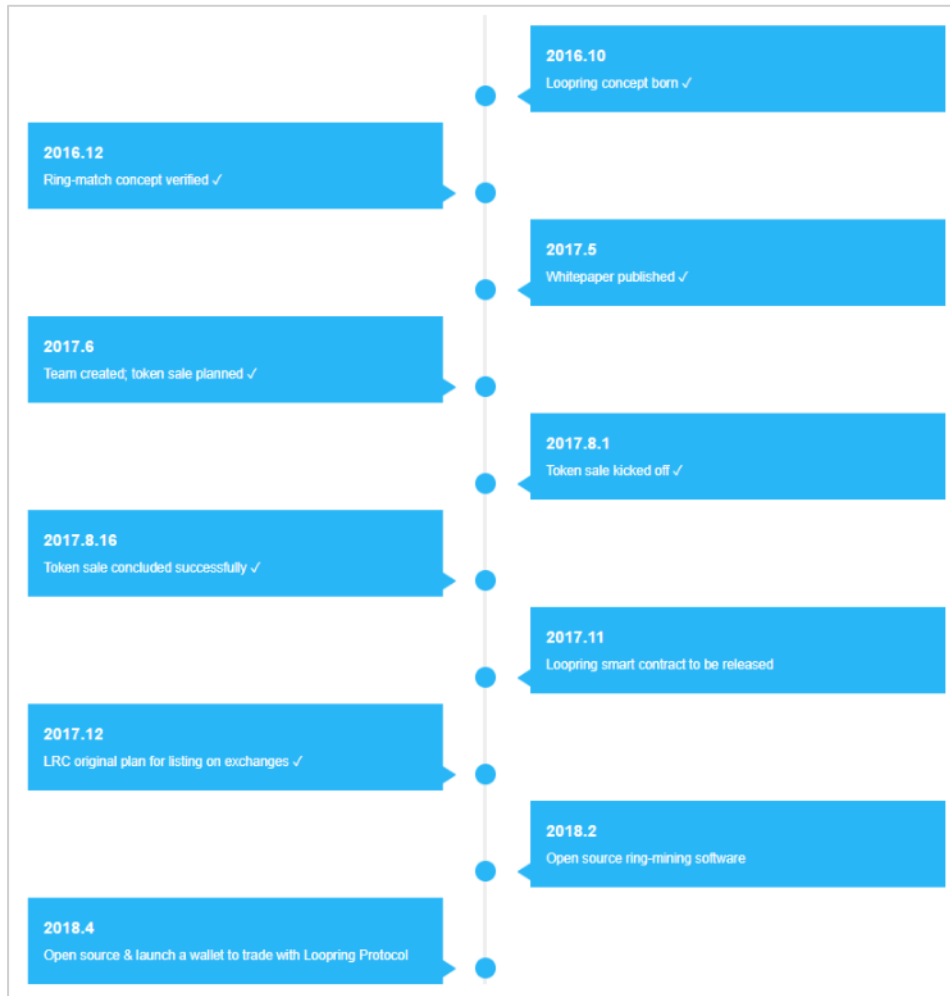 2016.10
Loopring concept born ✓
2016.12
Ring-match concept verified ✓
2017.5
Whitepaper published ✓
2017.6
Team created; token sale planned ✓
2017.8.1
Token sale kicked off ✓
2017.8.16
Token sale concluded successfully ✓
2017.11
Loopring smart contract to be released
2017.12
LRC original plan for listing on exchanges ✓
2018.2
Open source ring-mining software
2018.4
Open source & launch a wallet to trade with Loopring Protocol